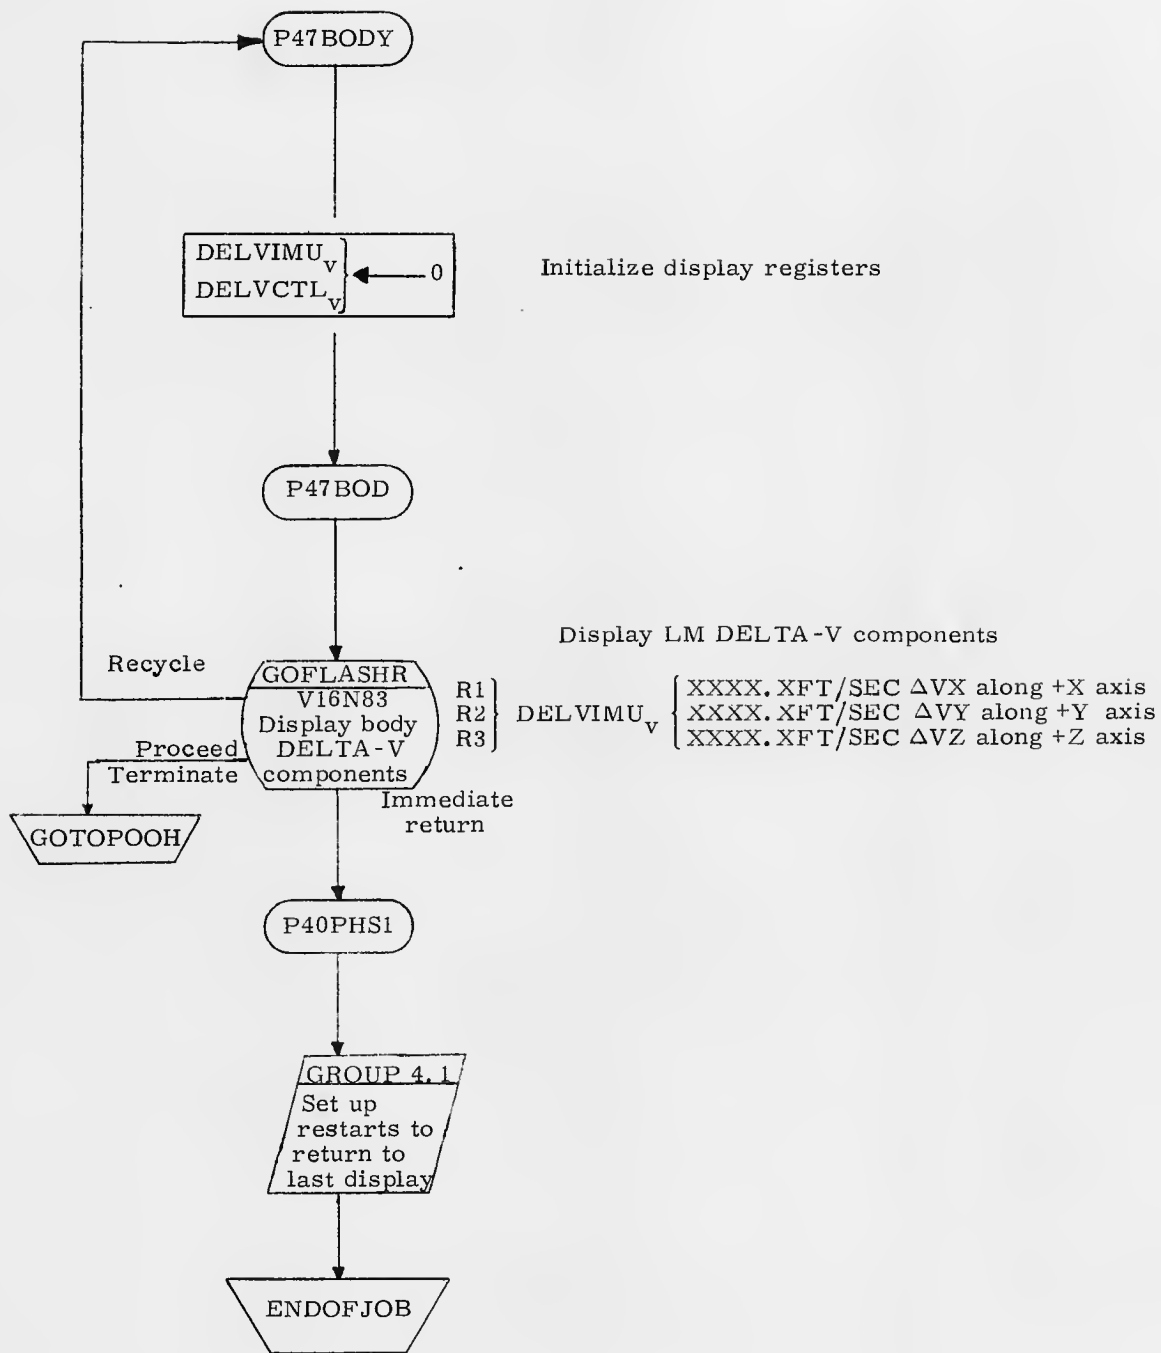 P47BODY
DELVIMUv
DELVCTLv
0
Initialize display registers
P47BOD
Display LM DELTA-V components
Recycle
GOFLASHR
V16N83
Display body
DELTA-V
components
R1
R2
R3
DELVIMUv
XXXX.XFT/SEC ΔVX along +X axis
XXXX.XFT/SEC ΔVY along +Y axis
XXXX.XFT/SEC ΔVZ along +Z axis
Proceed
Terminate
Immediate
return
GOTOPOOH
P40PHS1
GROUP 4.1
Set up
restarts to
return to
last display
ENDOFJOB